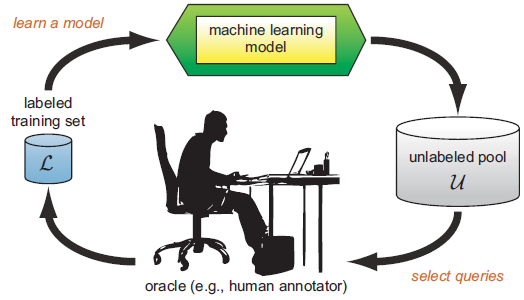 learn a model
machine learning
model
labeled
training set
ℒ
unlabeled pool
𝒰
oracle (e.g., human annotator)
select queries